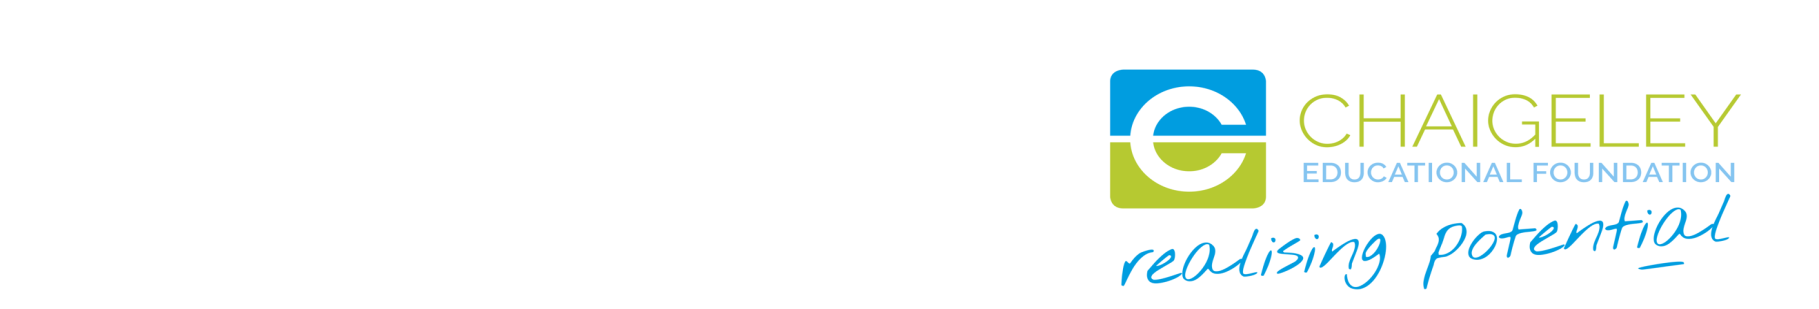 CHAIGELEY
EDUCATIONAL FOUNDATION
realising potential